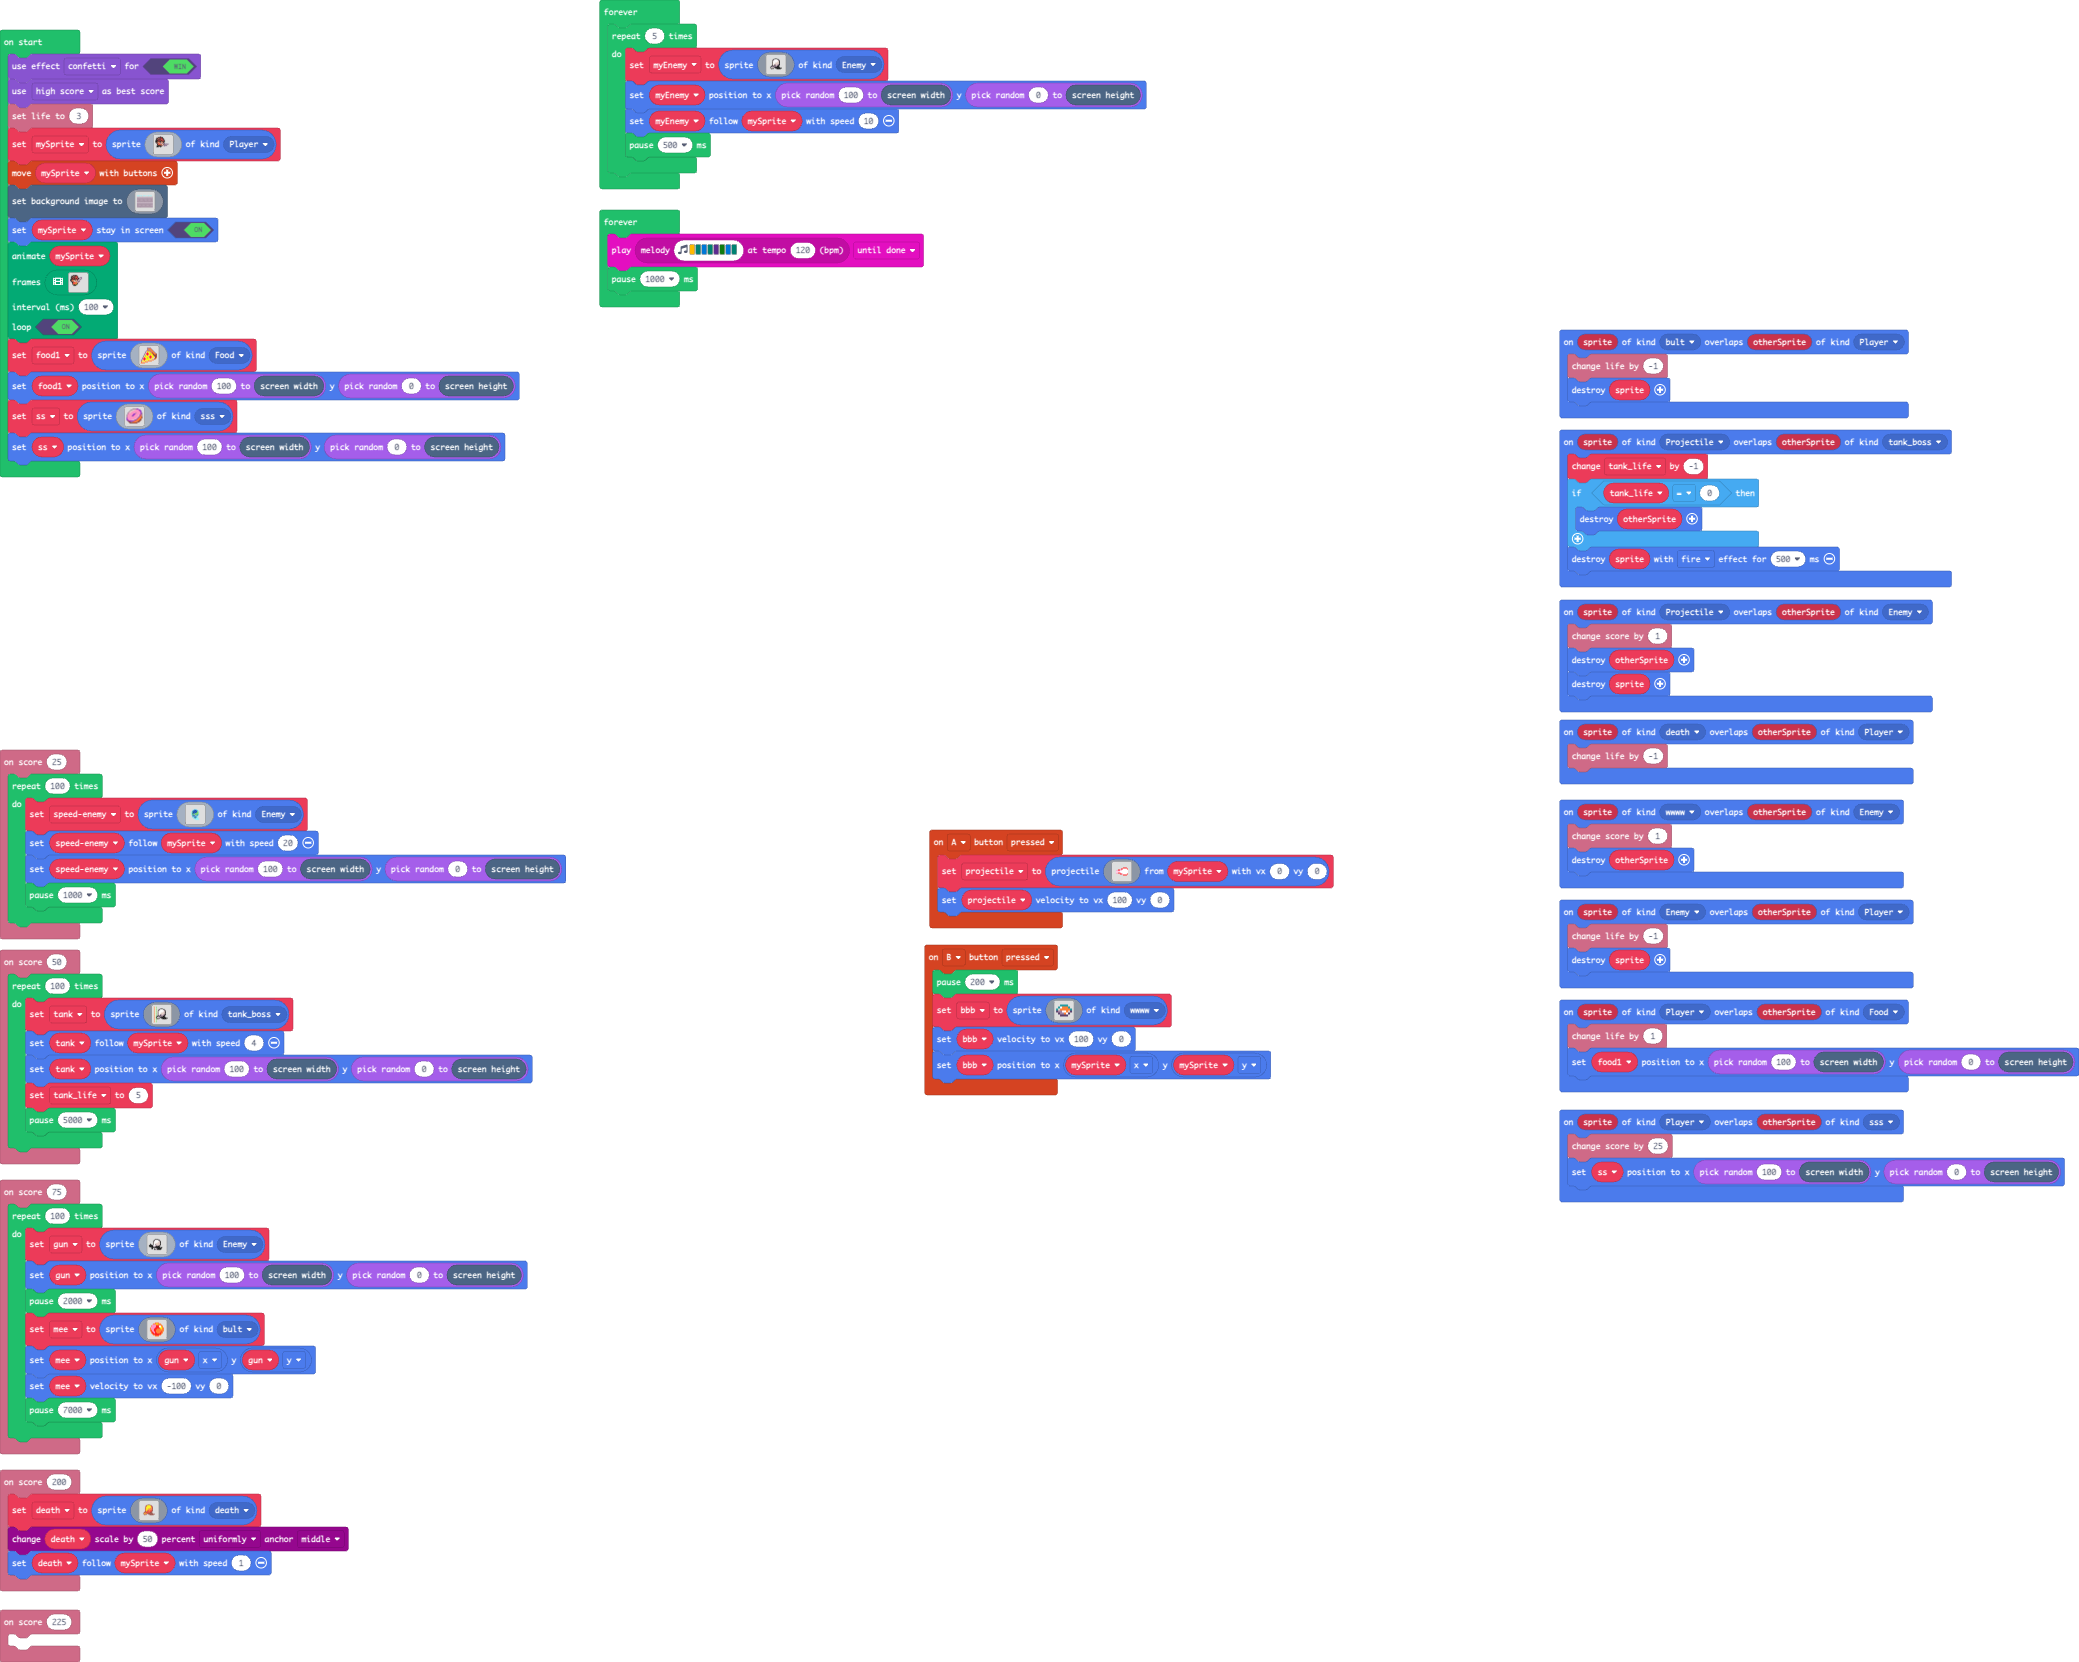 on start
use effect confetti for WIN
use high score as best score
set life to 3
set mySprite to sprite of kind Player
move mySprite with buttons
set background image to
set mySprite stay in screen ON
animate mySprite
frames
interval (ms) 100
loop ON
set food1 to sprite of kind Food
set food1 position to x pick random 100 to screen width y pick random 0 to screen height
set ss to sprite of kind sss
set ss position to x pick random 100 to screen width y pick random 0 to screen height
on score 25
repeat 100 times
do
set speed-enemy to sprite of kind Enemy
set speed-enemy follow mySprite with speed 20
set speed-enemy position to x pick random 100 to screen width y pick random 0 to screen height
pause 1000 ms
on score 50
repeat 100 times
do
set tank to sprite of kind tank_boss
set tank follow mySprite with speed 4
set tank position to x pick random 100 to screen width y pick random 0 to screen height
set tank_life to 5
pause 5000 ms
on score 75
repeat 100 times
do
set gun to sprite of kind Enemy
set gun position to x pick random 100 to screen width y pick random 0 to screen height
pause 2000 ms
set mee to sprite of kind bult
set mee position to x gun x y gun y
set mee velocity to vx -100 vy 0
pause 7000 ms
on score 200
set death to sprite of kind death
change death scale by 50 percent uniformly anchor middle
set death follow mySprite with speed 1
on score 225
forever
repeat 5 times
do
set myEnemy to sprite of kind Enemy
set myEnemy position to x pick random 100 to screen width y pick random 0 to screen height
set myEnemy follow mySprite with speed 10
pause 500 ms
forever
play melody at tempo 120 (bpm) until done
pause 1000 ms
on A button pressed
set projectile to projectile from mySprite with vx 0 vy 0
set projectile velocity to vx 100 vy 0
on B button pressed
pause 200 ms
set bbb to sprite of kind wwww
set bbb velocity to vx 100 vy 0
set bbb position to x mySprite x y mySprite y
on sprite of kind bult overlaps otherSprite of kind Player
change life by -1
destroy sprite
on sprite of kind Projectile overlaps otherSprite of kind tank_boss
change tank_life by -1
if tank_life = 0 then
destroy otherSprite
destroy sprite with fire effect for 500 ms
on sprite of kind Projectile overlaps otherSprite of kind Enemy
change score by 1
destroy otherSprite
destroy sprite
on sprite of kind death overlaps otherSprite of kind Player
change life by -1
on sprite of kind wwww overlaps otherSprite of kind Enemy
change score by 1
destroy otherSprite
on sprite of kind Enemy overlaps otherSprite of kind Player
change life by -1
destroy sprite
on sprite of kind Player overlaps otherSprite of kind Food
change life by 1
set food1 position to x pick random 100 to screen width y pick random 0 to screen height
on sprite of kind Player overlaps otherSprite of kind sss
change score by 25
set ss position to x pick random 100 to screen width y pick random 0 to screen height